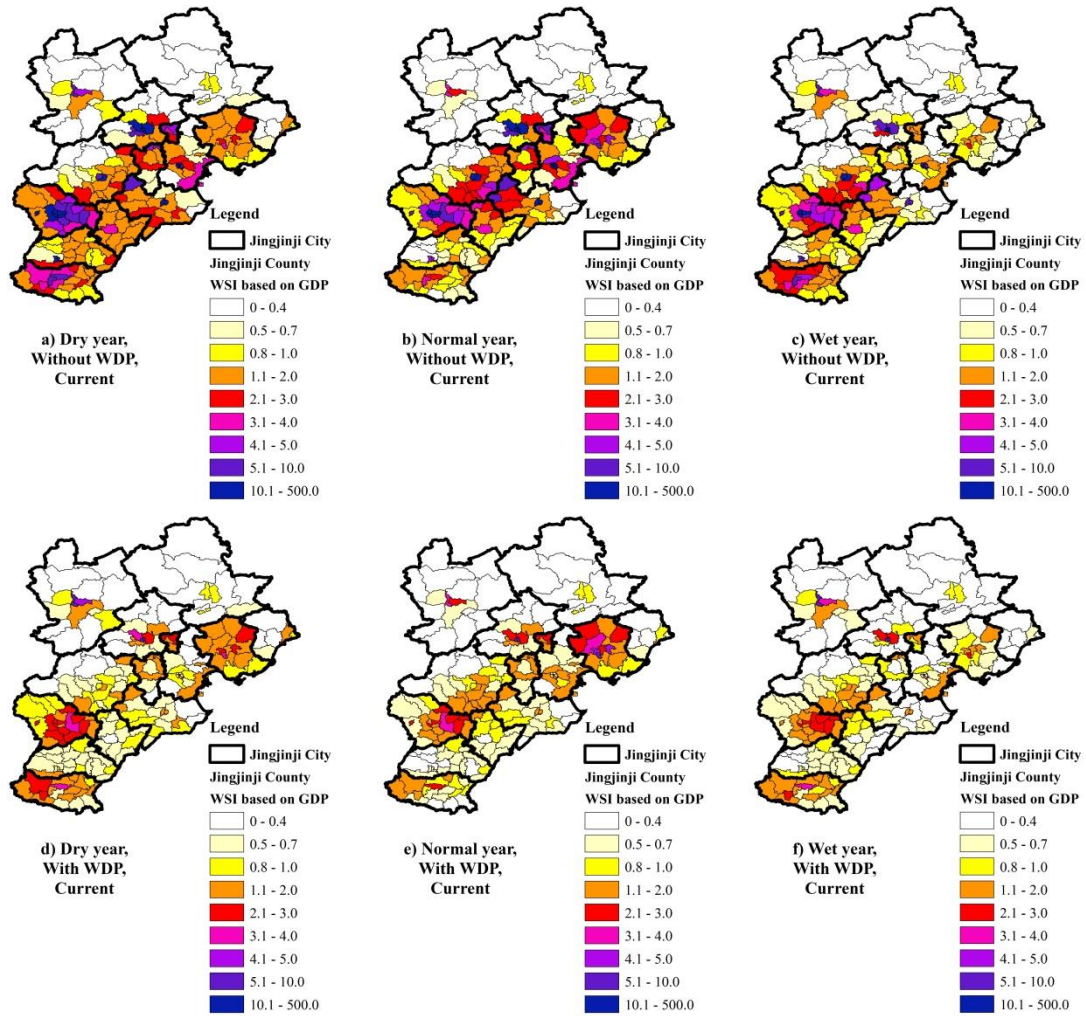 Legend
Jingjinji City
Jingjinji County
WSI based on GDP
0 - 0.4
0.5 - 0.7
0.8 - 1.0
1.1 - 2.0
2.1 - 3.0
3.1 - 4.0
4.1 - 5.0
5.1 - 10.0
10.1 - 500.0
a) Dry year,
Without WDP,
Current
Legend
Jingjinji City
Jingjinji County
WSI based on GDP
0 - 0.4
0.5 - 0.7
0.8 - 1.0
1.1 - 2.0
2.1 - 3.0
3.1 - 4.0
4.1 - 5.0
5.1 - 10.0
10.1 - 500.0
b) Normal year,
Without WDP,
Current
Legend
Jingjinji City
Jingjinji County
WSI based on GDP
0 - 0.4
0.5 - 0.7
0.8 - 1.0
1.1 - 2.0
2.1 - 3.0
3.1 - 4.0
4.1 - 5.0
5.1 - 10.0
10.1 - 500.0
c) Wet year,
Without WDP,
Current
Legend
Jingjinji City
Jingjinji County
WSI based on GDP
0 - 0.4
0.5 - 0.7
0.8 - 1.0
1.1 - 2.0
2.1 - 3.0
3.1 - 4.0
4.1 - 5.0
5.1 - 10.0
10.1 - 500.0
d) Dry year,
With WDP,
Current
Legend
Jingjinji City
Jingjinji County
WSI based on GDP
0 - 0.4
0.5 - 0.7
0.8 - 1.0
1.1 - 2.0
2.1 - 3.0
3.1 - 4.0
4.1 - 5.0
5.1 - 10.0
10.1 - 500.0
e) Normal year,
With WDP,
Current
Legend
Jingjinji City
Jingjinji County
WSI based on GDP
0 - 0.4
0.5 - 0.7
0.8 - 1.0
1.1 - 2.0
2.1 - 3.0
3.1 - 4.0
4.1 - 5.0
5.1 - 10.0
10.1 - 500.0
f) Wet year,
With WDP,
Current